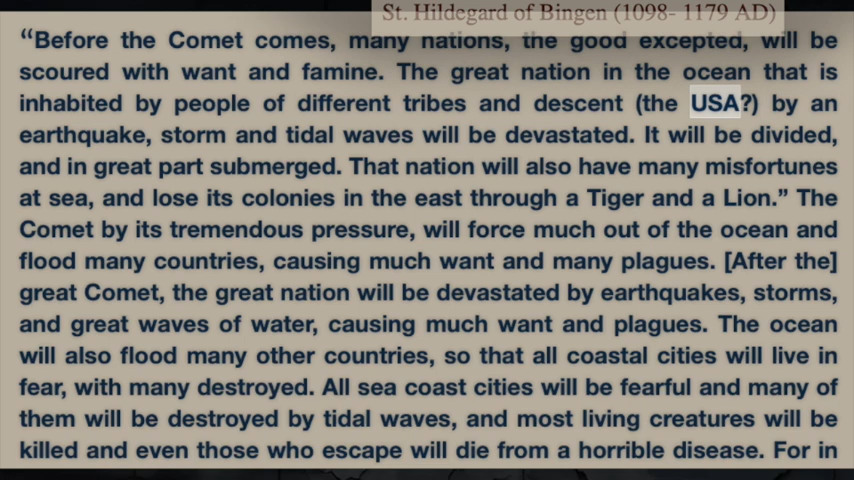 St. Hildegard of Bingen (1098- 1179 AD)
“Before the Comet comes, many nations, the good excepted, will be
scoured with want and famine. The great nation in the ocean that is
inhabited by people of different tribes and descent (the USA?) by an
earthquake, storm and tidal waves will be devastated. It will be divided,
and in great part submerged. That nation will also have many misfortunes
at sea, and lose its colonies in the east through a Tiger and a Lion.” The
Comet by its tremendous pressure, will force much out of the ocean and
flood many countries, causing much want and many plagues. [After the]
great Comet, the great nation will be devastated by earthquakes, storms,
and great waves of water, causing much want and plagues. The ocean
will also flood many other countries, so that all coastal cities will live in
fear, with many destroyed. All sea coast cities will be fearful and many of
them will be destroyed by tidal waves, and most living creatures will be
killed and even those who escape will die from a horrible disease. For in